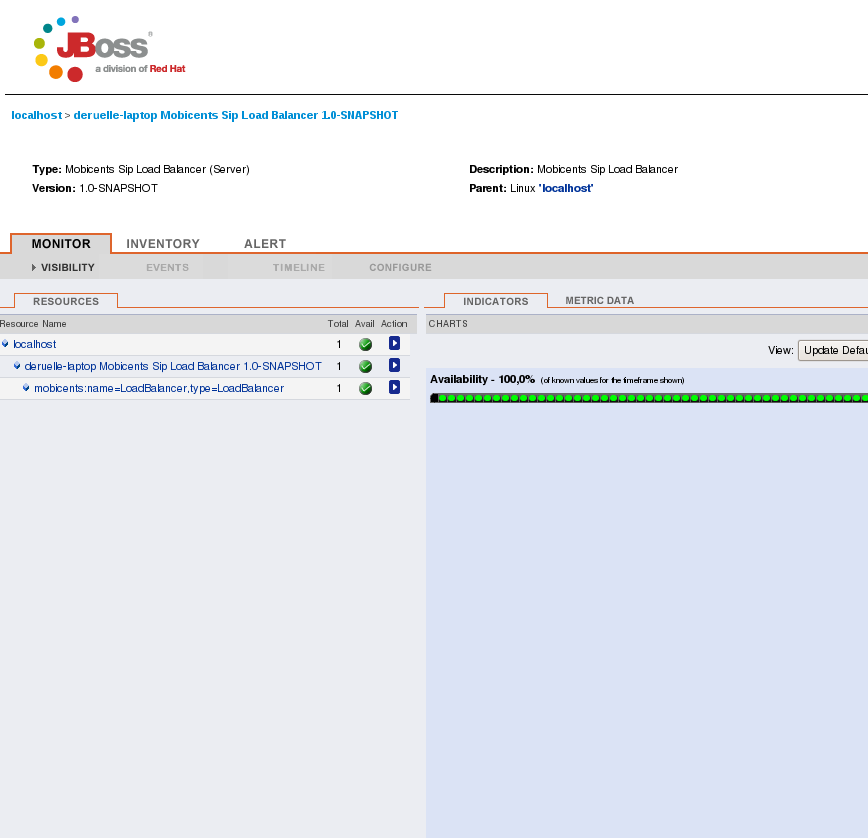 JBoss®
a division of Red Hat
localhost > deruelle-laptop Mobicents Sip Load Balancer 1.0-SNAPSHOT
Type: Mobicents Sip Load Balancer (Server)
Description: Mobicents Sip Load Balancer
Version: 1.0-SNAPSHOT
Parent: Linux 'localhost'
MONITOR INVENTORY ALERT
VISIBILITY EVENTS TIMELINE CONFIGURE
RESOURCES
Resource Name Total Avail Action
localhost 1
deruelle-laptop Mobicents Sip Load Balancer 1.0-SNAPSHOT 1
mobicents:name=LoadBalancer,type=LoadBalancer 1
INDICATORS METRIC DATA
CHARTS
View: Update Defau
Availability - 100,0% (of known values for the timeframe shown)